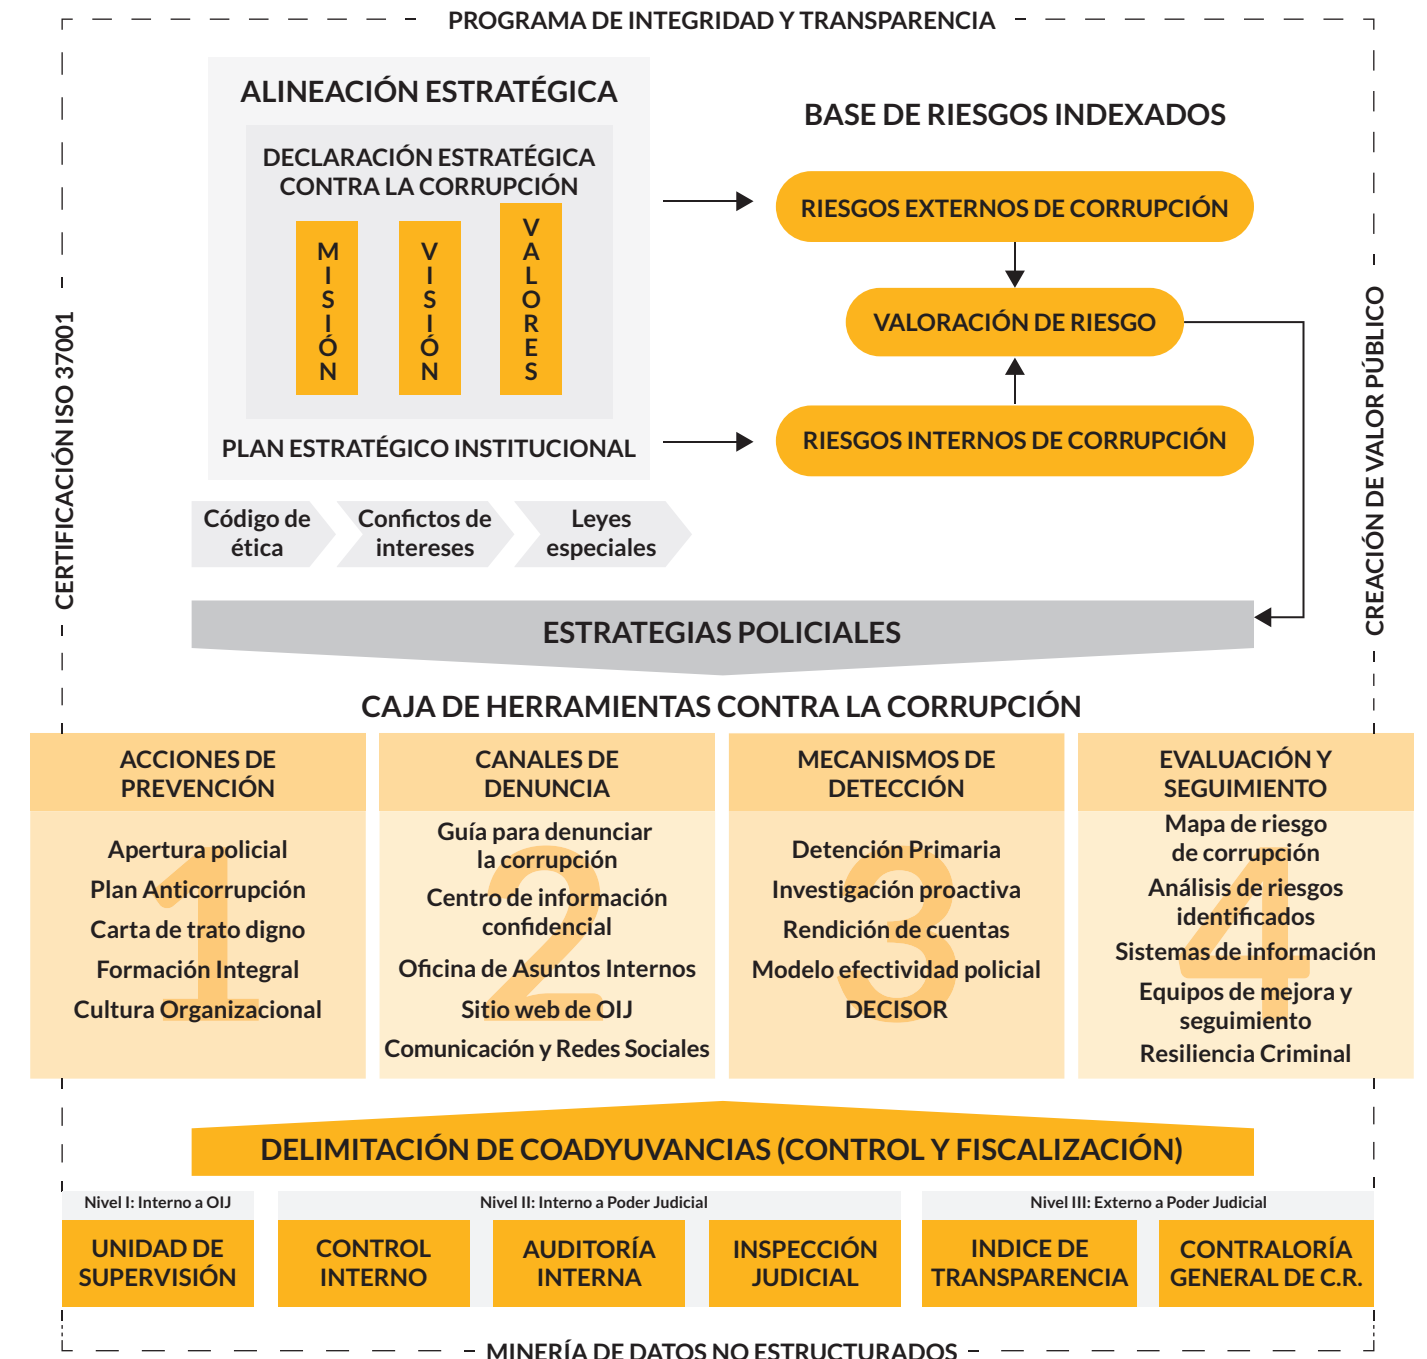 PROGRAMA DE INTEGRIDAD Y TRANSPARENCIA
CERTIFICACIÓN ISO 37001
ALINEACIÓN ESTRATÉGICA
DECLARACIÓN ESTRATÉGICA
CONTRA LA CORRUPCIÓN
MISIÓN
VISIÓN
VALORES
PLAN ESTRATÉGICO INSTITUCIONAL
BASE DE RIESGOS INDEXADOS
RIESGOS EXTERNOS DE CORRUPCIÓN
VALORACIÓN DE RIESGO
RIESGOS INTERNOS DE CORRUPCIÓN
CREACIÓN DE VALOR PÚBLICO
Código de
ética
Confictos de
intereses
Leyes
especiales
ESTRATEGIAS POLICIALES
CAJA DE HERRAMIENTAS CONTRA LA CORRUPCIÓN
ACCIONES DE
PREVENCIÓN
1
Apertura policial
Plan Anticorrupción
Carta de trato digno
Formación Integral
Cultura Organizacional
CANALES DE
DENUNCIA
2
Guía para denunciar
la corrupción
Centro de información
confidencial
Oficina de Asuntos Internos
Sitio web de OIJ
Comunicación y Redes Sociales
MECANISMOS DE
DETECCIÓN
3
Detención Primaria
Investigación proactiva
Rendición de cuentas
Modelo efectividad policial
DECISOR
EVALUACIÓN Y
SEGUIMIENTO
4
Mapa de riesgo
de corrupción
Análisis de riesgos
identificados
Sistemas de información
Equipos de mejora y
seguimiento
Resiliencia Criminal
DELIMITACIÓN DE COADYUVANCIAS (CONTROL Y FISCALIZACIÓN)
Nivel I: Interno a OIJ
UNIDAD DE
SUPERVISIÓN
Nivel II: Interno a Poder Judicial
CONTROL
INTERNO
AUDITORÍA
INTERNA
INSPECCIÓN
JUDICIAL
Nivel III: Externo a Poder Judicial
INDICE DE
TRANSPARENCIA
CONTRALORÍA
GENERAL DE C.R.
MINERÍA DE DATOS NO ESTRUCTURADOS